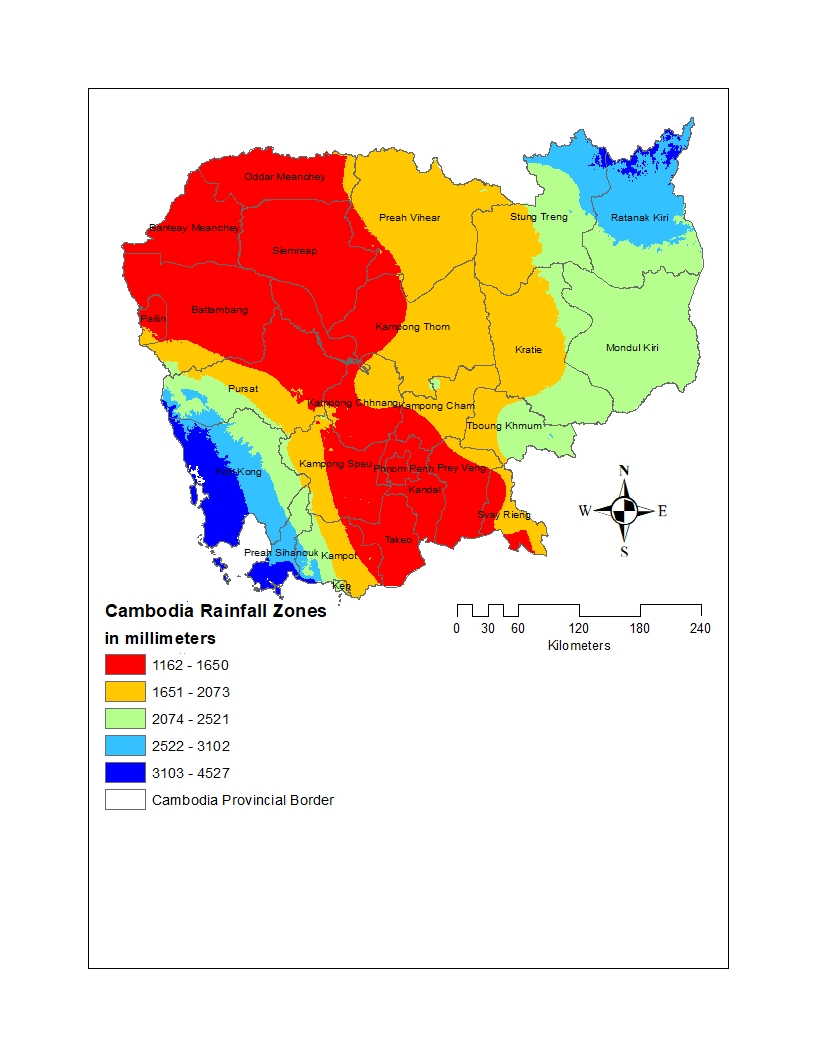 Oddar Meanchey
Preah Vihear
Stung Treng
Ratanak Kiri
Banteay Meanchey
Siemreap
Battambang
Pailin
Kampong Thom
Kratie
Mondul Kiri
Pursat
Kampong Chhnang
Kampong Cham
Tboung Khmum
Koh Kong
Kampong Speu
Phnom Penh
Prey Veng
Kandal
Svay Rieng
Takeo
Preah Sihanouk
Kampot
Kep
N
W
E
S
Cambodia Rainfall Zones
in millimeters
1162 - 1650
1651 - 2073
2074 - 2521
2522 - 3102
3103 - 4527
Cambodia Provincial Border
0 30 60 120 180 240
Kilometers